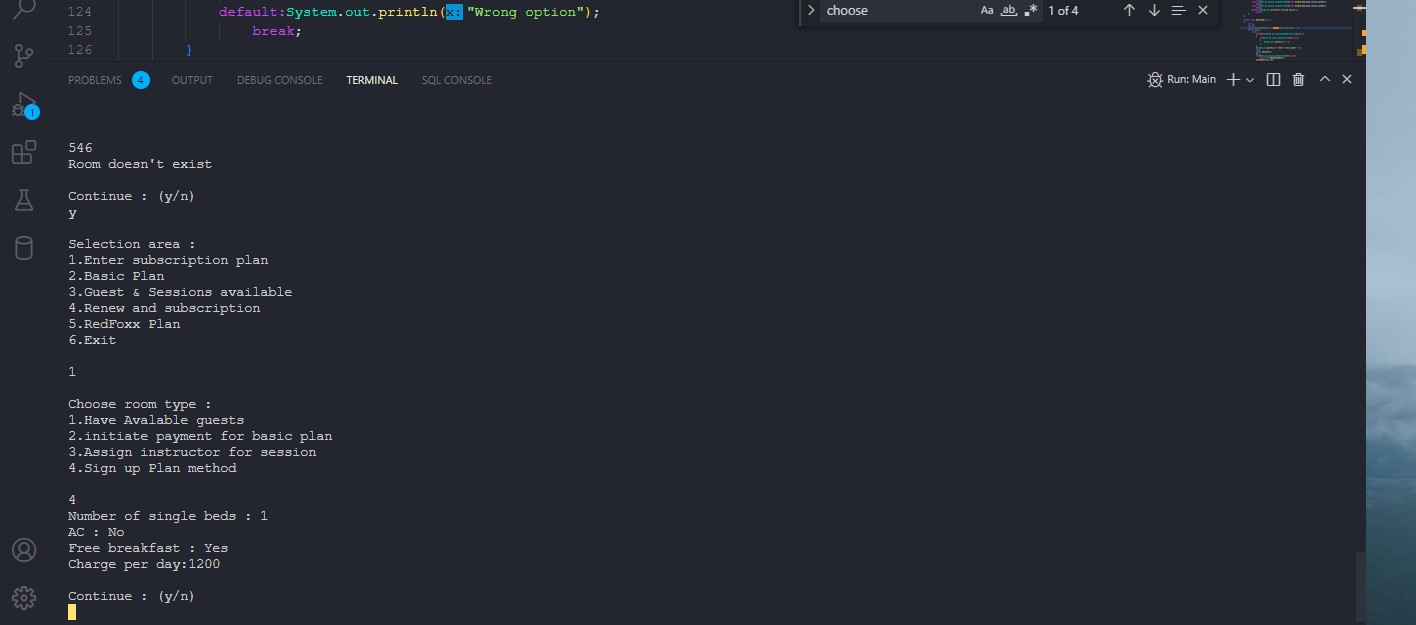 124 default:System.out.println(x: "Wrong option");
125 break;
126 }
choose Aa ab 1 of 4
PROBLEMS 4 OUTPUT DEBUG CONSOLE TERMINAL SQL CONSOLE Run: Main
1
546
Room doesn't exist
Continue : (y/n)
y
Selection area :
1.Enter subscription plan
2.Basic Plan
3.Guest & Sessions available
4.Renew and subscription
5.RedFoxx Plan
6.Exit
1
Choose room type :
1.Have Avalable guests
2.initiate payment for basic plan
3.Assign instructor for session
4.Sign up Plan method
4
Number of single beds : 1
AC : No
Free breakfast : Yes
Charge per day:1200
Continue : (y/n)